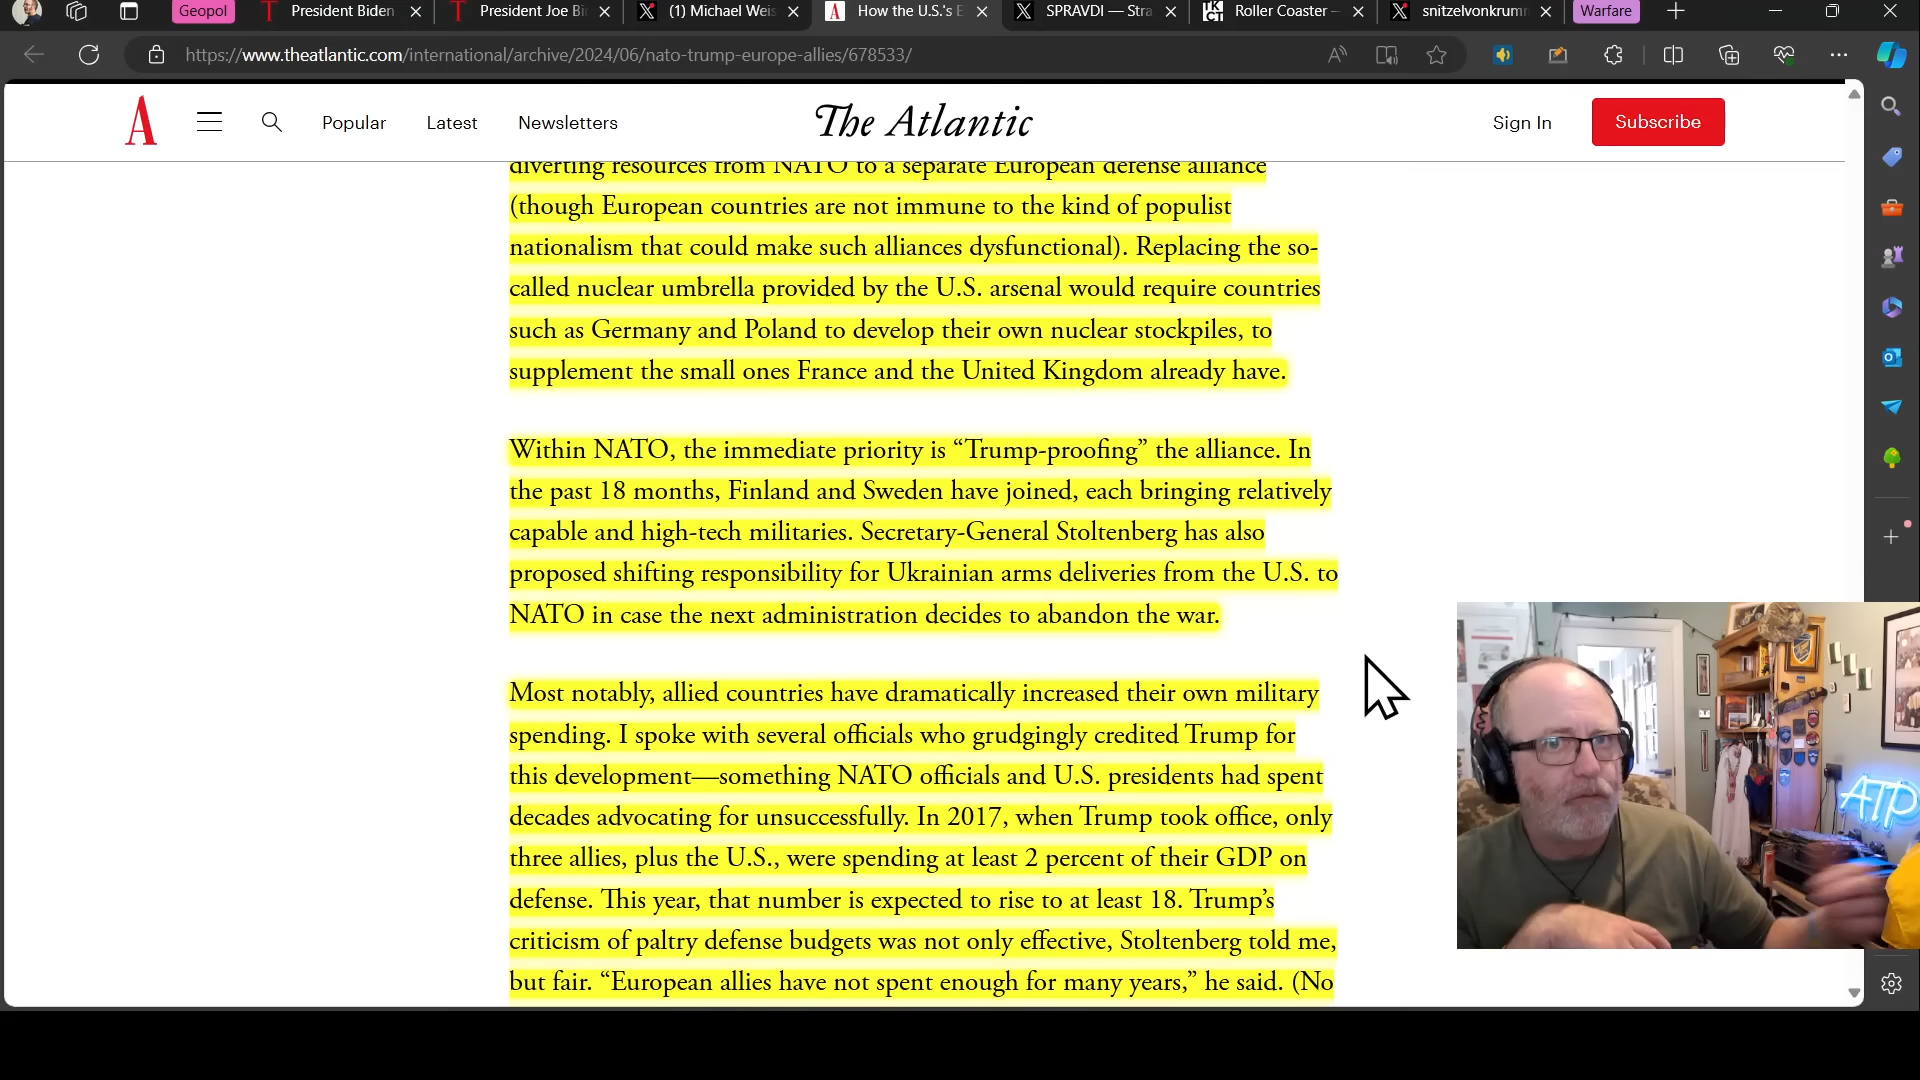 Geopol
President Biden
President Joe Bi
(1) Michael Weis
How the U.S.'s E
SPRAVDI — Stra
Roller Coaster –
snitzelvonkrumm
Warfare
https://www.theatlantic.com/international/archive/2024/06/nato-trump-europe-allies/678533/
A
Popular
Latest
Newsletters
The Atlantic
Sign In
Subscribe
diverting resources from NATO to a separate European defense alliance
(though European countries are not immune to the kind of populist
nationalism that could make such alliances dysfunctional). Replacing the so-
called nuclear umbrella provided by the U.S. arsenal would require countries
such as Germany and Poland to develop their own nuclear stockpiles, to
supplement the small ones France and the United Kingdom already have.
Within NATO, the immediate priority is “Trump-proofing” the alliance. In
the past 18 months, Finland and Sweden have joined, each bringing relatively
capable and high-tech militaries. Secretary-General Stoltenberg has also
proposed shifting responsibility for Ukrainian arms deliveries from the U.S. to
NATO in case the next administration decides to abandon the war.
Most notably, allied countries have dramatically increased their own military
spending. I spoke with several officials who grudgingly credited Trump for
this development—something NATO officials and U.S. presidents had spent
decades advocating for unsuccessfully. In 2017, when Trump took office, only
three allies, plus the U.S., were spending at least 2 percent of their GDP on
defense. This year, that number is expected to rise to at least 18. Trump’s
criticism of paltry defense budgets was not only effective, Stoltenberg told me,
but fair. “European allies have not spent enough for many years,” he said. (No
ATP